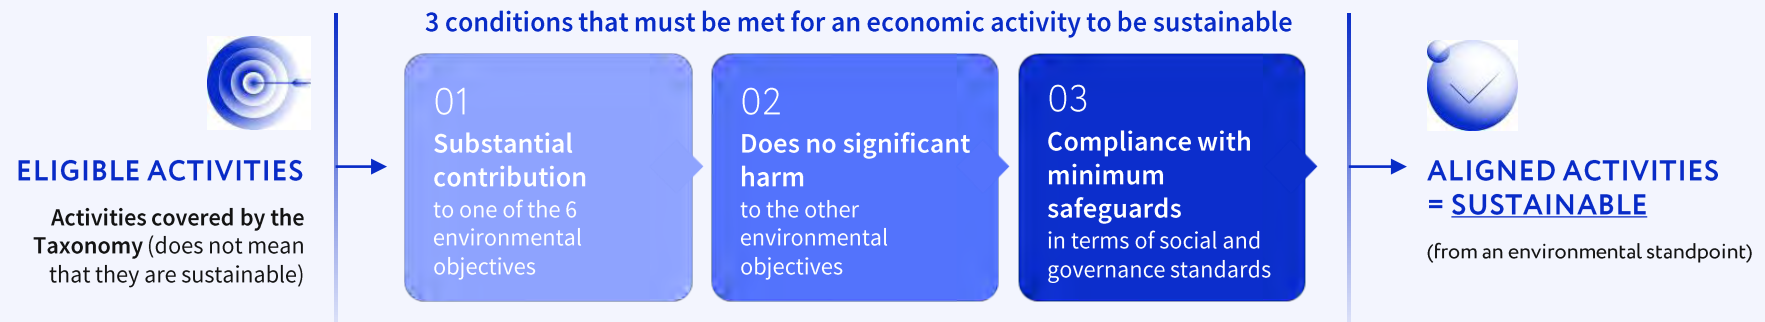 3 conditions that must be met for an economic activity to be sustainable
ELIGIBLE ACTIVITIES
Activities covered by the
Taxonomy (does not mean
that they are sustainable)
01
Substantial
contribution
to one of the 6
environmental
objectives
02
Does no significant
harm
to the other
environmental
objectives
03
Compliance with
minimum
safeguards
in terms of social and
governance standards
ALIGNED ACTIVITIES
= SUSTAINABLE
(from an environmental standpoint)